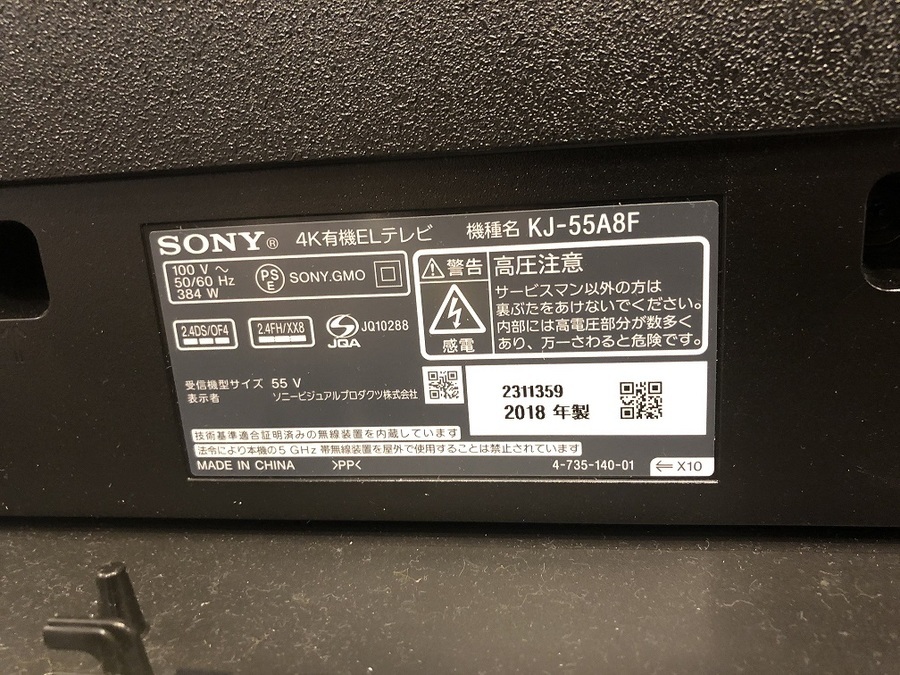 SONY® 4K有機ELテレビ 機種名 KJ-55A8F
100 V ~
50/60 Hz
384 W
PS
E
SONY.GMO
警告 高圧注意
サービスマン以外の方は
裏ぶたをあけないでください。
内部には高電圧部分が数多く
あり、万一さわると危険です。
感電
2.4DS/OF4 2.4FH/XX8 JQA JQ10288
受信機型サイズ 55 V
表示者 ソニービジュアルプロダクツ株式会社
2311359
2018 年製
技術基準適合証明済みの無線装置を内蔵しています
法令により本機の5 GHz 帯無線装置を屋外で使用することは禁止されています
MADE IN CHINA >PP< 4-735-140-01 ⇐ X10